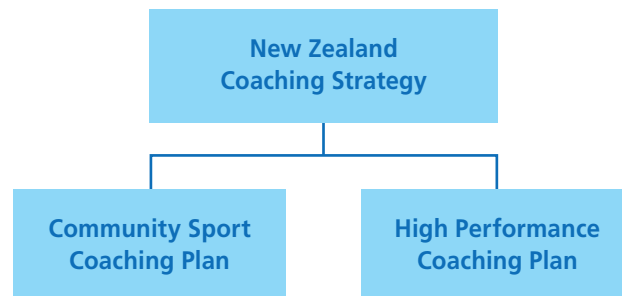 New Zealand
Coaching Strategy
Community Sport
Coaching Plan
High Performance
Coaching Plan